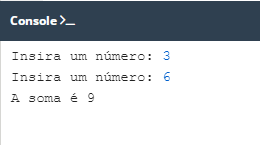 Console >_
Insira um número: 3
Insira um número: 6
A soma é 9